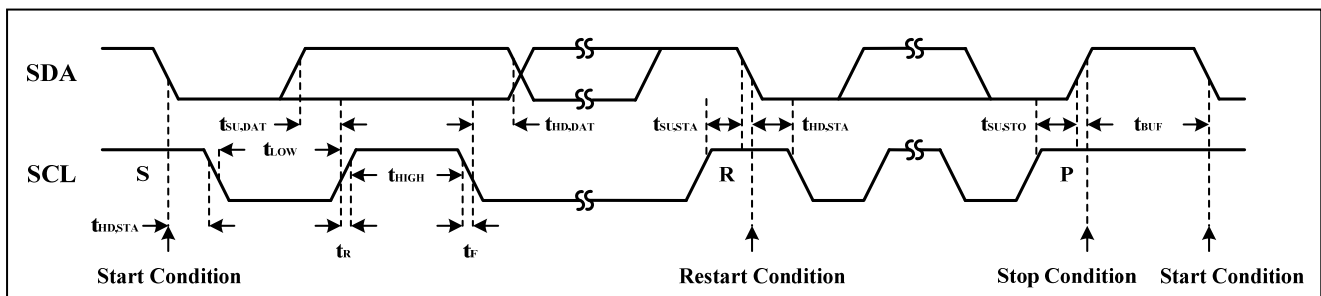 SDA
tSU,DAT tHD,DAT tSU,STA tHD,STA tSU,STO tBUF
tLOW
SCL S tHIGH R P
tHD,STA
tR tF
Start Condition Restart Condition Stop Condition Start Condition